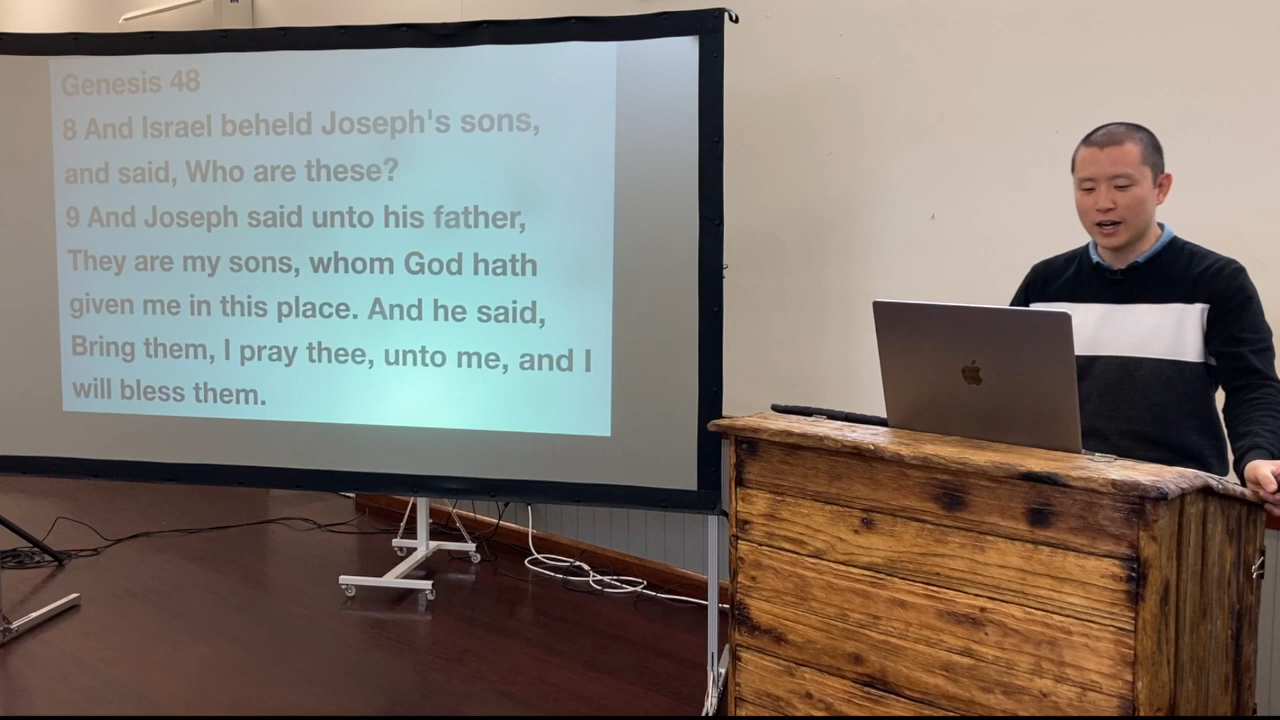 Genesis 48
8 And Israel beheld Joseph's sons,
and said, Who are these?
9 And Joseph said unto his father,
They are my sons, whom God hath
given me in this place. And he said,
Bring them, I pray thee, unto me, and I
will bless them.